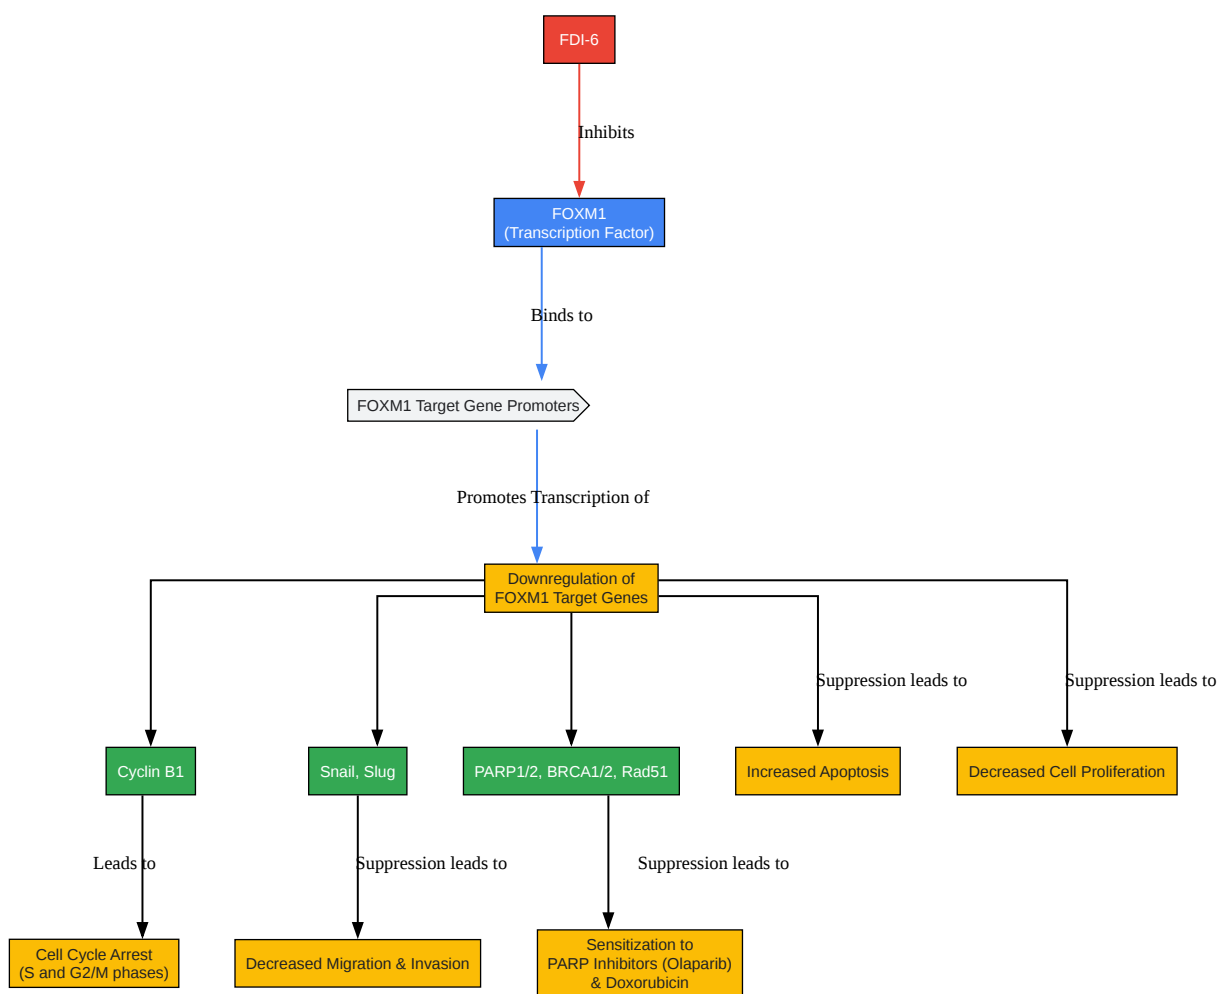 FDI-6
Inhibits
FOXM1
(Transcription Factor)
Binds to
FOXM1 Target Gene Promoters
Promotes Transcription of
Downregulation of
FOXM1 Target Genes
Suppression leads to
Suppression leads to
Cyclin B1
Snail, Slug
PARP1/2, BRCA1/2, Rad51
Increased Apoptosis
Decreased Cell Proliferation
Leads to
Suppression leads to
Suppression leads to
Cell Cycle Arrest
(S and G2/M phases)
Decreased Migration & Invasion
Sensitization to
PARP Inhibitors (Olaparib)
& Doxorubicin